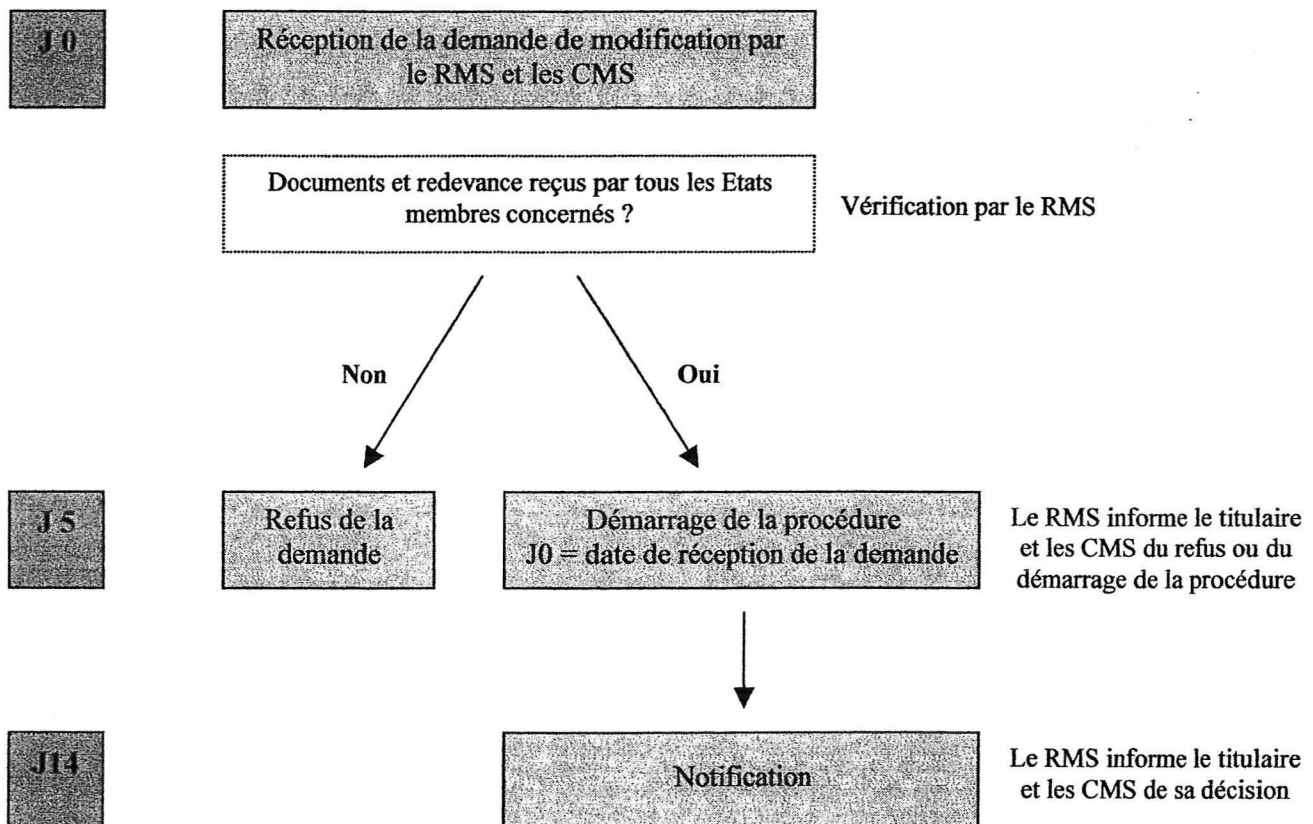 J 0
Réception de la demande de modification par
le RMS et les CMS
Documents et redevance reçus par tous les Etats
membres concernés ?
Vérification par le RMS
Non
Oui
J 5
Refus de la
demande
Démarrage de la procédure
J0 = date de réception de la demande
Le RMS informe le titulaire
et les CMS du refus ou du
démarrage de la procédure
J14
Notification
Le RMS informe le titulaire
et les CMS de sa décision